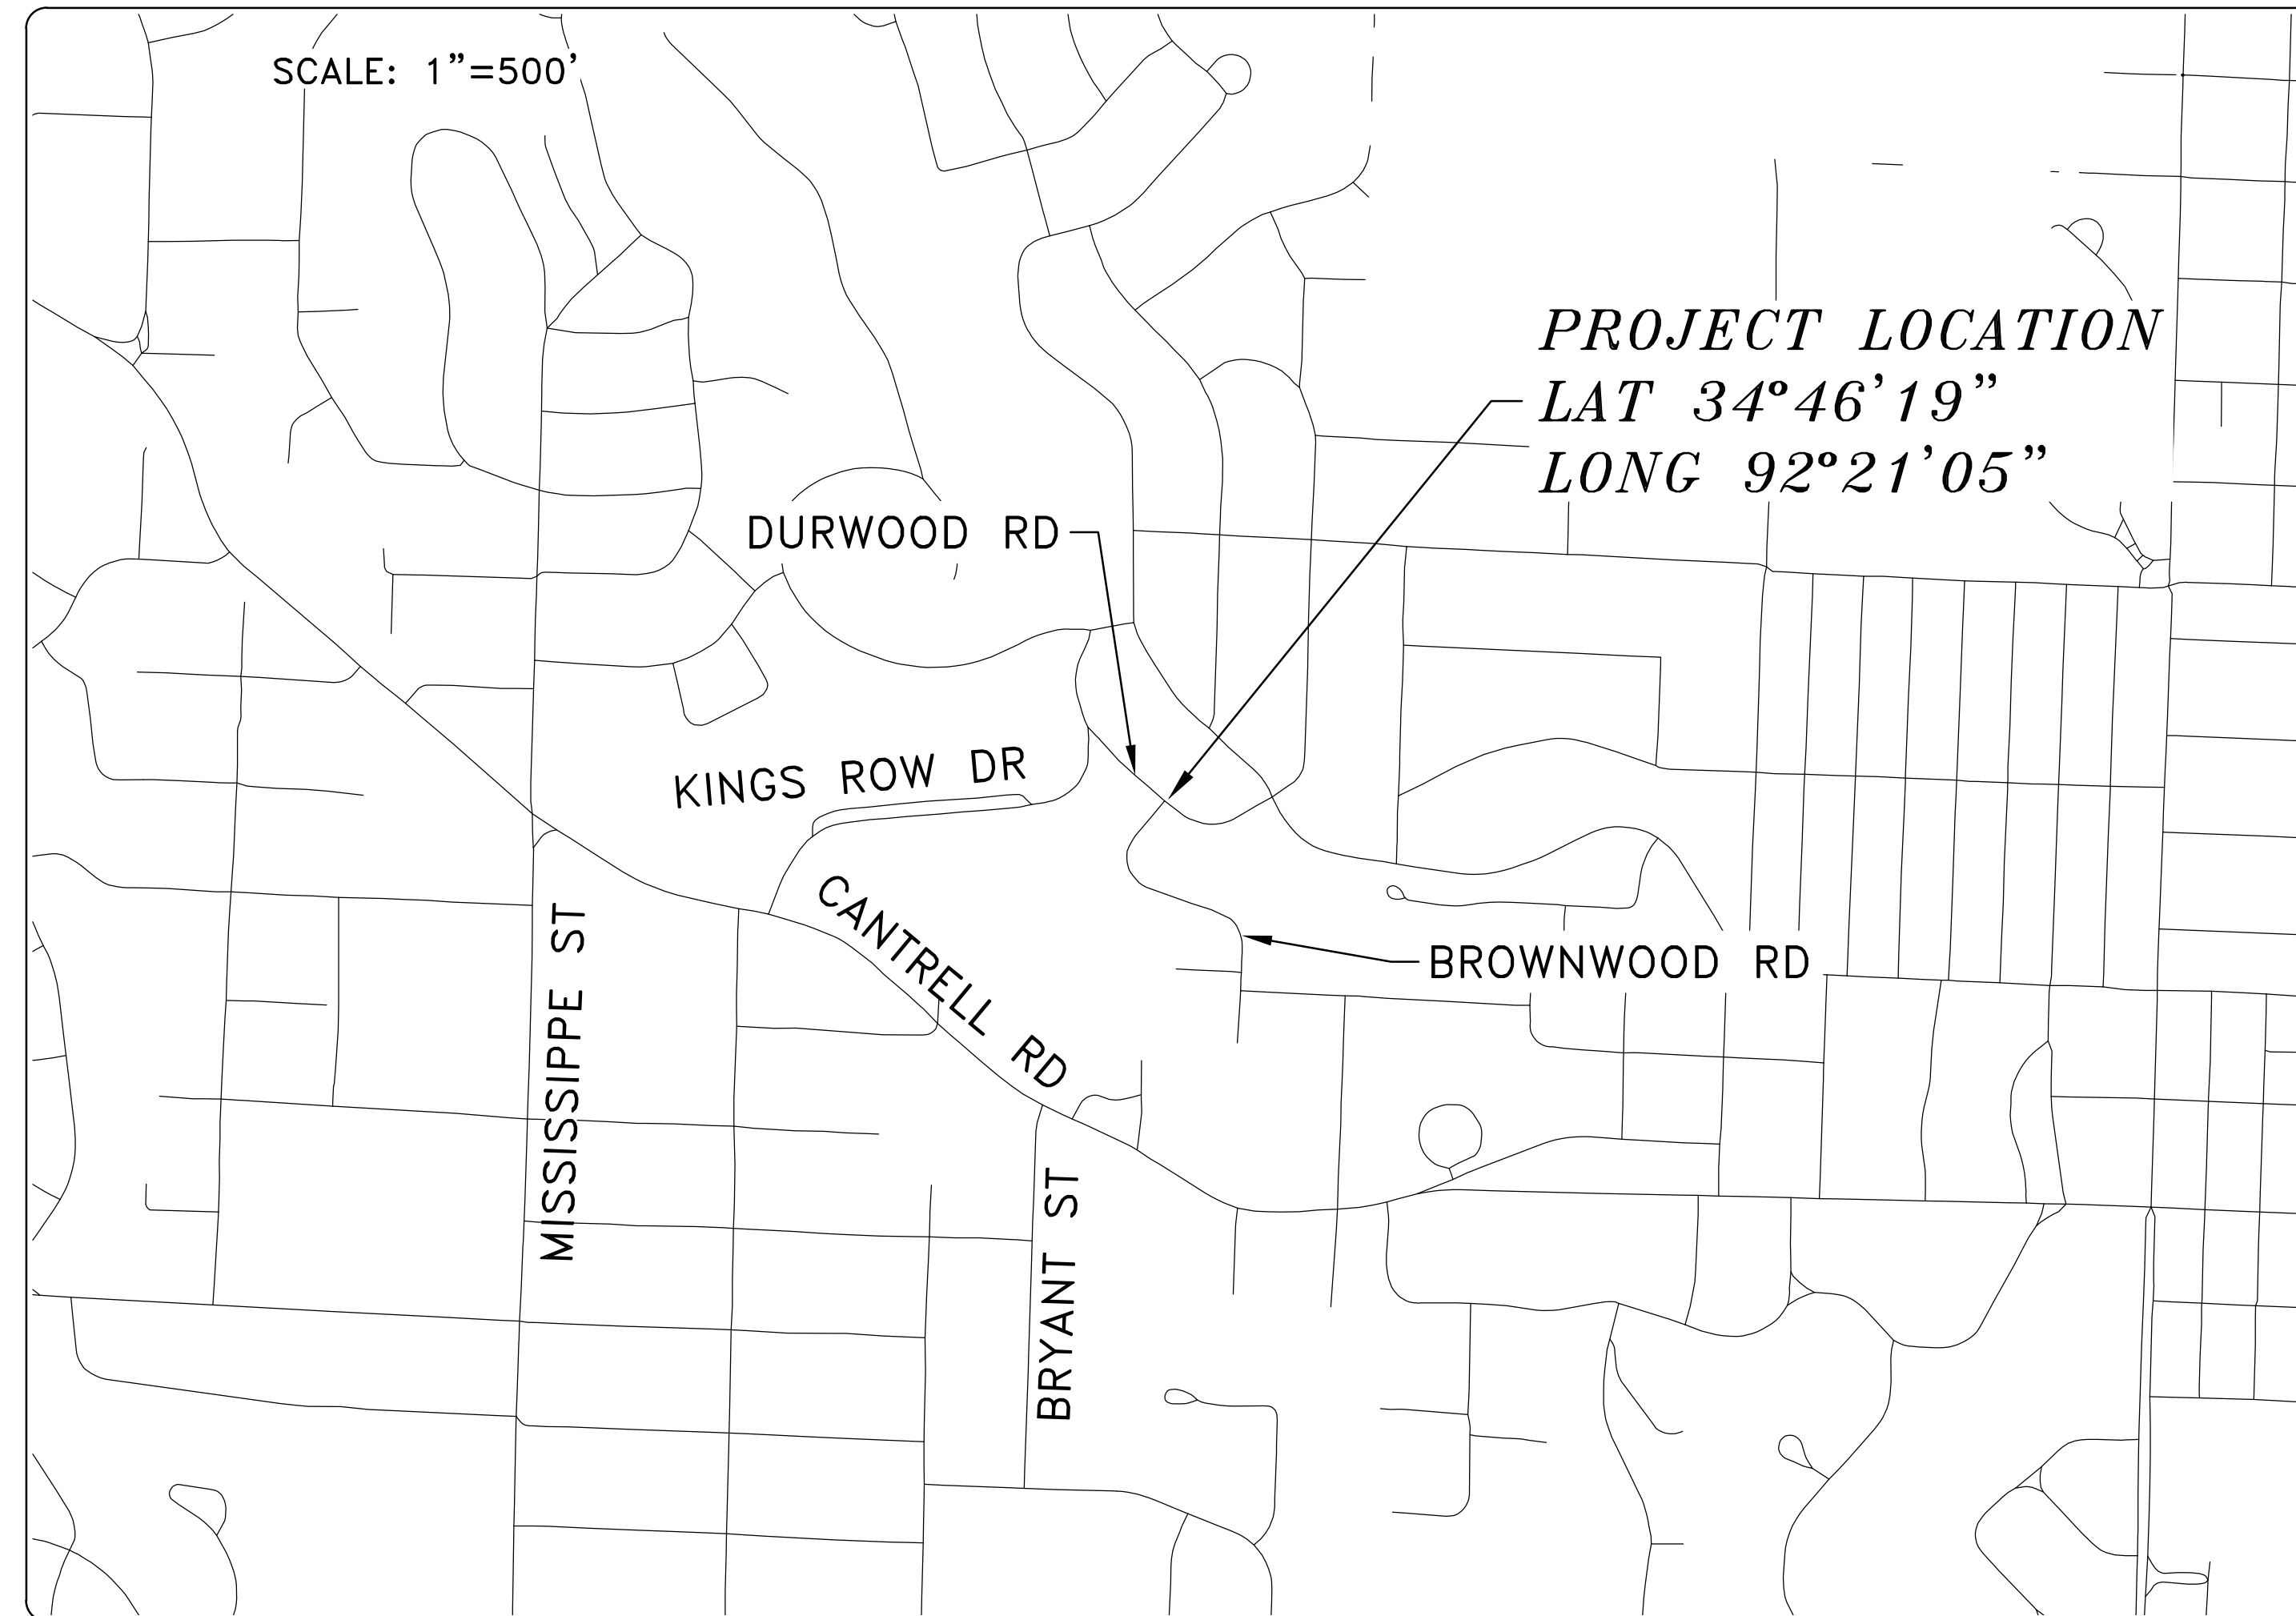 SCALE: 1"=500'
PROJECT LOCATION
LAT 34°46'19"
LONG 92°21'05"
DURWOOD RD
KINGS ROW DR
CANTRELL RD
BROWNWOOD RD
MISSISSIPPE ST
BRYANT ST